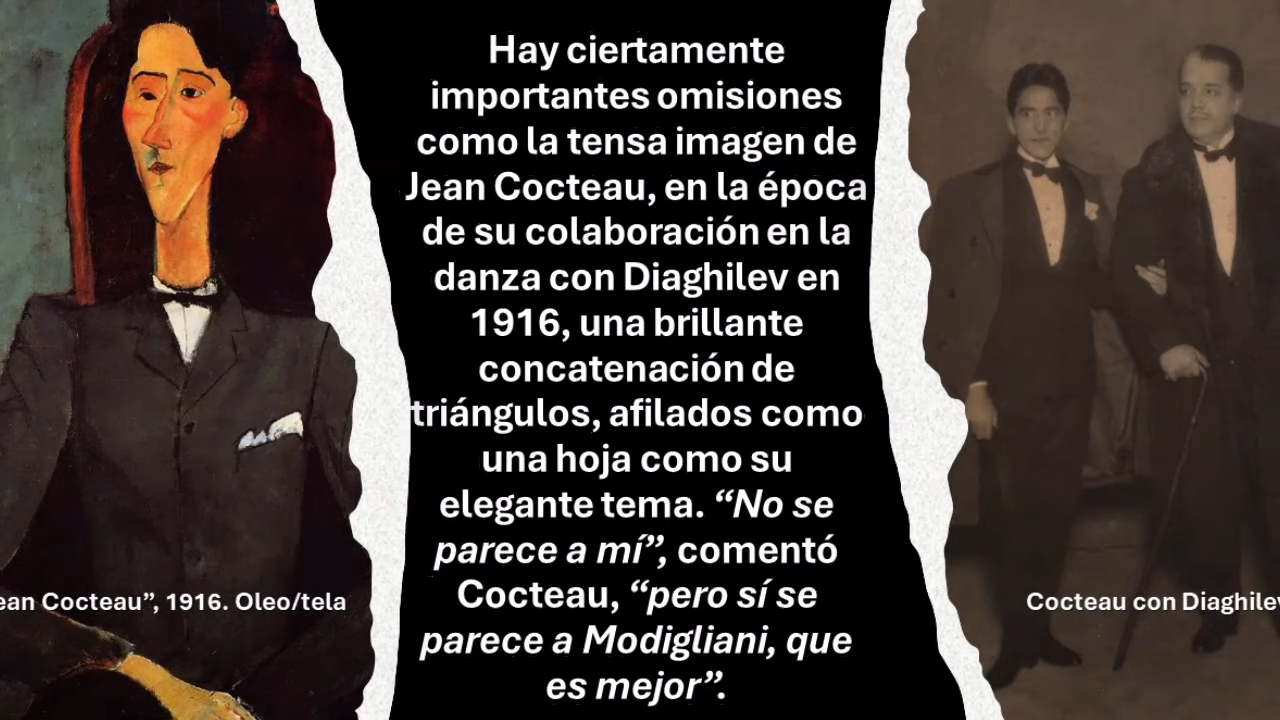 Hay ciertamente
importantes omisiones
como la tensa imagen de
Jean Cocteau, en la época
de su colaboración en la
danza con Diaghilev en
1916, una brillante
concatenación de
triángulos, afilados como
una hoja como su
elegante tema. “No se
parece a mí”, comentó
Cocteau, “pero sí se
parece a Modigliani, que
es mejor”.
ean Cocteau”, 1916. Oleo/tela
Cocteau con Diaghilev